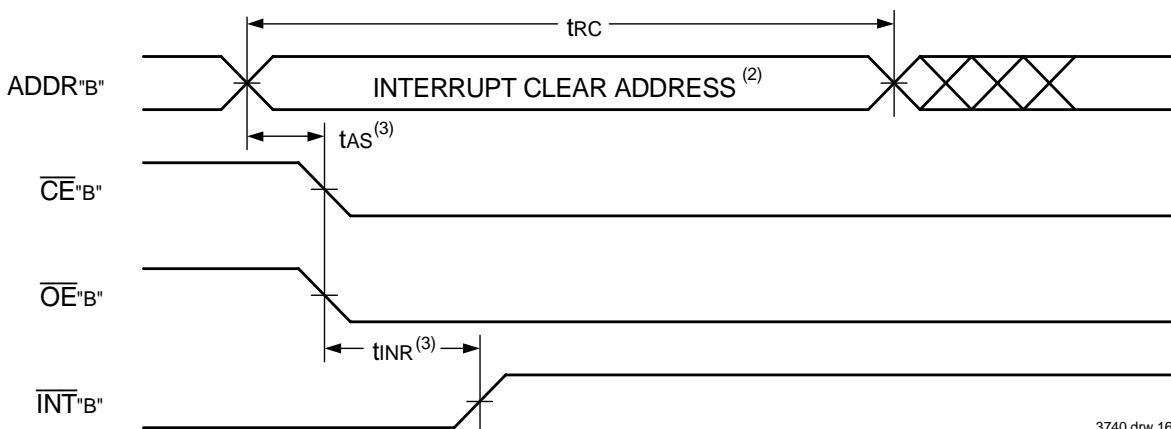 tRC
ADDR"B"
INTERRUPT CLEAR ADDRESS (2)
tAS(3)
CE"B"
OE"B"
tINR(3)
INT"B"
3740 drw 16